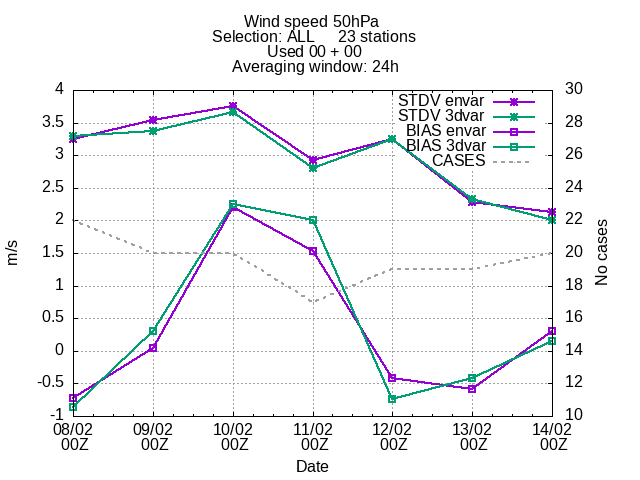 Wind speed 50hPa
Selection: ALL 23 stations
Used 00 + 00
Averaging window: 24h
STDV envar
STDV 3dvar
BIAS envar
BIAS 3dvar
CASES
4
3.5
3
2.5
2
1.5
1
0.5
0
-0.5
-1
m/s
30
28
26
24
22
20
18
16
14
12
10
No cases
08/02 09/02 10/02 11/02 12/02 13/02 14/02
00Z 00Z 00Z 00Z 00Z 00Z 00Z
Date